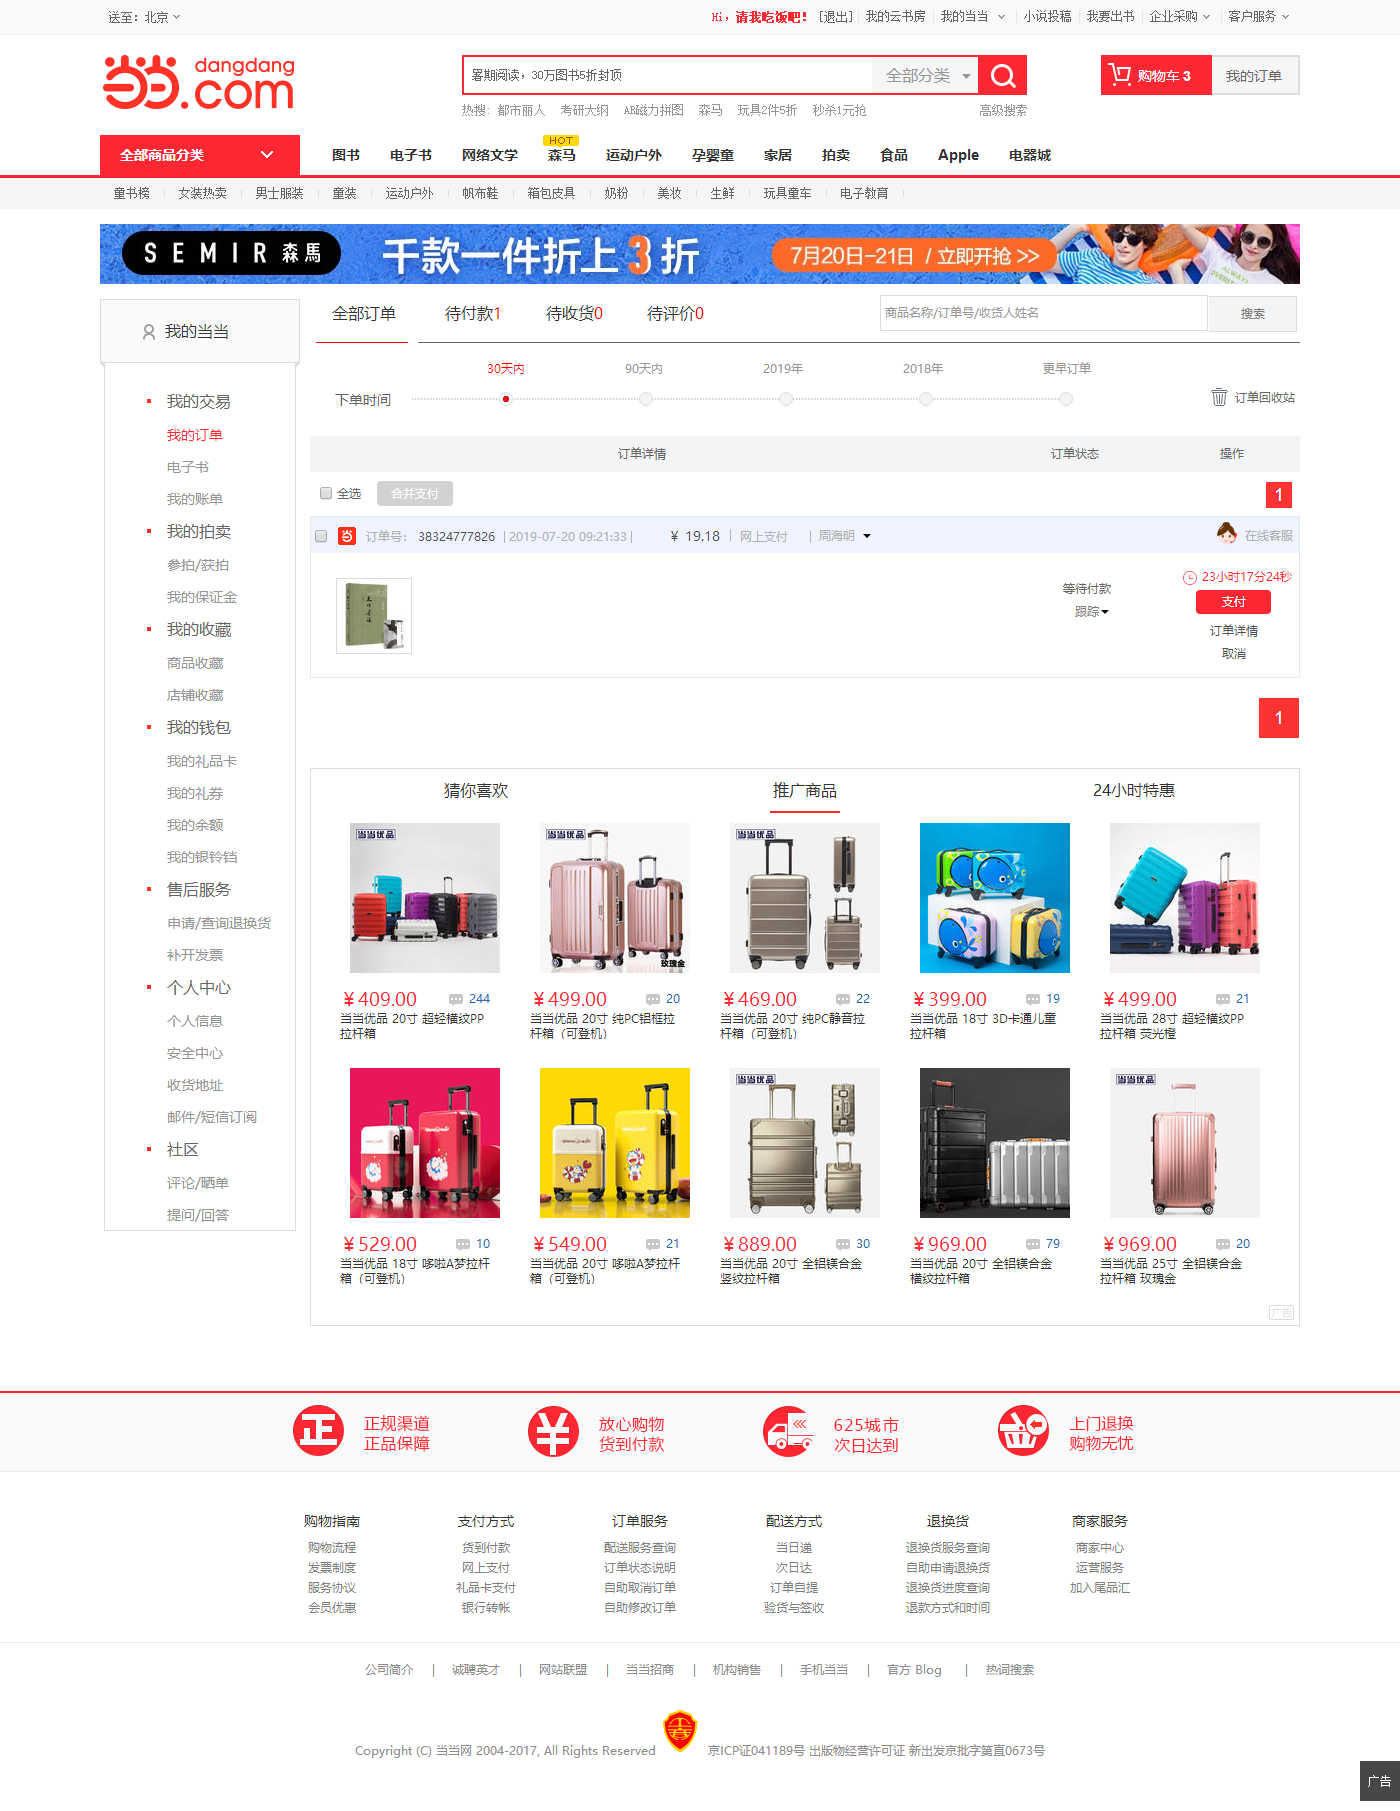 送至：北京
Hi，请我吃饭吧！ [退出] 我的云书房 我的当当 小说投稿 我要出书 企业采购 客户服务
当当 dangdang
.com
暑期阅读，30万图书5折封顶 全部分类
购物车 3 我的订单
热搜：都市丽人 考研大纲 AB磁力拼图 森马 玩具2件5折 秒杀1元抢 高级搜索
HOT
全部商品分类 图书 电子书 网络文学 森马 运动户外 孕婴童 家居 拍卖 食品 Apple 电器城
童书榜 女装热卖 男士服装 童装 运动户外 帆布鞋 箱包皮具 奶粉 美妆 生鲜 玩具童车 电子教育
SEMIR 森馬 千款一件折上3折 7月20日-21日 / 立即开抢 >>
我的当当
我的交易
我的订单
电子书
我的账单
我的拍卖
参拍/获拍
我的保证金
我的收藏
商品收藏
店铺收藏
我的钱包
我的礼品卡
我的礼券
我的余额
我的银铃铛
售后服务
申请/查询退换货
补开发票
个人中心
个人信息
安全中心
收货地址
邮件/短信订阅
社区
评论/晒单
提问/回答
全部订单 待付款1 待收货0 待评价0 商品名称/订单号/收货人姓名 搜索
30天内 90天内 2019年 2018年 更早订单
下单时间 订单回收站
订单详情 订单状态 操作
全选 合并支付 1
订单号： 38324777826 | 2019-07-20 09:21:33 | ¥ 19.18 | 网上支付 | 周海明 在线客服
等待付款 23小时17分24秒
跟踪 支付
订单详情
取消
1
猜你喜欢 推广商品 24小时特惠
当当优品 当当优品 当当优品
玫瑰金
¥409.00 244 ¥499.00 20 ¥469.00 22 ¥399.00 19 ¥499.00 21
当当优品 20寸 超轻横纹PP 当当优品 20寸 纯PC铝框拉 当当优品 20寸 纯PC静音拉 当当优品 18寸 3D卡通儿童 当当优品 28寸 超轻横纹PP
拉杆箱 杆箱（可登机） 杆箱（可登机） 拉杆箱 拉杆箱 荧光橙
当当优品 当当优品
¥529.00 10 ¥549.00 21 ¥889.00 30 ¥969.00 79 ¥969.00 20
当当优品 18寸 哆啦A梦拉杆 当当优品 20寸 哆啦A梦拉杆 当当优品 20寸 全铝镁合金 当当优品 20寸 全铝镁合金 当当优品 25寸 全铝镁合金
箱（可登机） 箱（可登机） 竖纹拉杆箱 横纹拉杆箱 拉杆箱 玫瑰金
广告
正 正规渠道 ¥ 放心购物 625城市 上门退换
正品保障 货到付款 次日达到 购物无忧
购物指南 支付方式 订单服务 配送方式 退换货 商家服务
购物流程 货到付款 配送服务查询 当日递 退换货服务查询 商家中心
发票制度 网上支付 订单状态说明 次日达 自助申请退换货 运营服务
服务协议 礼品卡支付 自助取消订单 订单自提 退换货进度查询 加入尾品汇
会员优惠 银行转帐 自助修改订单 验货与签收 退款方式和时间
公司简介 | 诚聘英才 | 网站联盟 | 当当招商 | 机构销售 | 手机当当 | 官方 Blog | 热词搜索
Copyright (C) 当当网 2004-2017, All Rights Reserved 京ICP证041189号 出版物经营许可证 新出发京批字第直0673号
广告